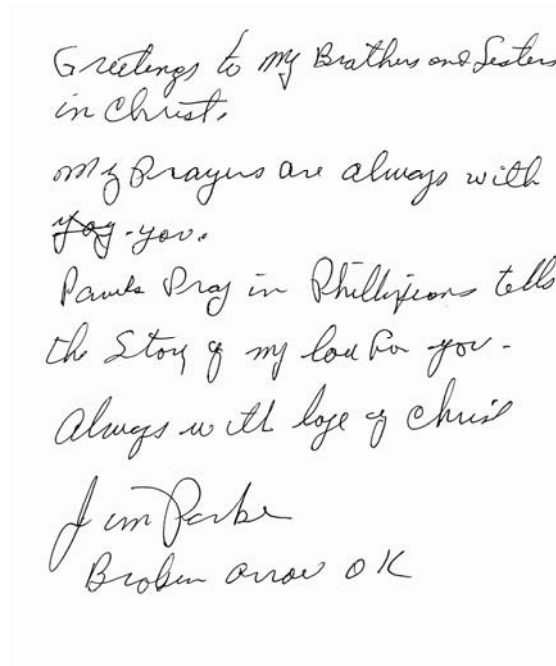 Greetings to my Brothers and Sisters
in Christ.
My Prayers are always with
you.
Pauls Pray in Phillipians tells
the Story of my love for you.
Always with love of Christ
Jim Parker
Broken Arrow OK